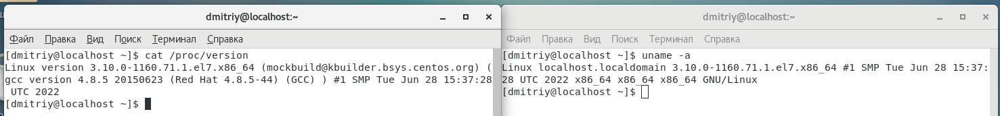 dmitriy@localhost:~
Файл Правка Вид Поиск Терминал Справка
[dmitriy@localhost ~]$ cat /proc/version
Linux version 3.10.0-1160.71.1.el7.x86_64 (mockbuild@kbuilder.bsys.centos.org) (
gcc version 4.8.5 20150623 (Red Hat 4.8.5-44) (GCC) ) #1 SMP Tue Jun 28 15:37:28
UTC 2022
[dmitriy@localhost ~]$
dmitriy@localhost:~
Файл Правка Вид Поиск Терминал Справка
[dmitriy@localhost ~]$ uname -a
Linux localhost.localdomain 3.10.0-1160.71.1.el7.x86_64 #1 SMP Tue Jun 28 15:37:
28 UTC 2022 x86_64 x86_64 x86_64 GNU/Linux
[dmitriy@localhost ~]$